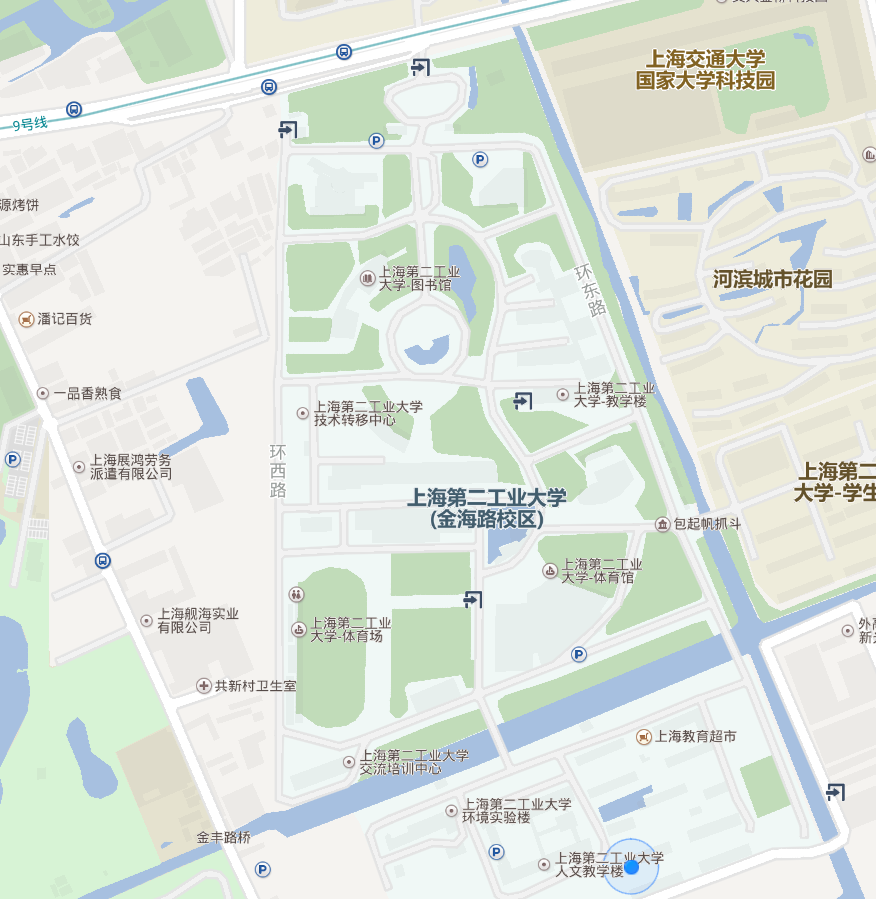 上海交通大学
国家大学科技园
9号线
P
P
源烤饼
山东手工水饺
实惠早点
上海第二工业
大学-图书馆
环东路
河滨城市花园
潘记百货
一品香熟食
上海第二工业
大学-教学楼
上海第二工业大学
技术转移中心
P
上海展鸿劳务
派遣有限公司
环西路
上海第二
大学-学生
上海第二工业大学
(金海路校区)
包起帆抓斗
上海第二工业
大学-体育馆
上海舰海实业
有限公司
上海第二工业
大学-体育场
外高
P
共新村卫生室
上海教育超市
上海第二工业大学
交流培训中心
上海第二工业大学
环境实验楼
金丰路桥
P
上海第二工业大学
人文教学楼
P